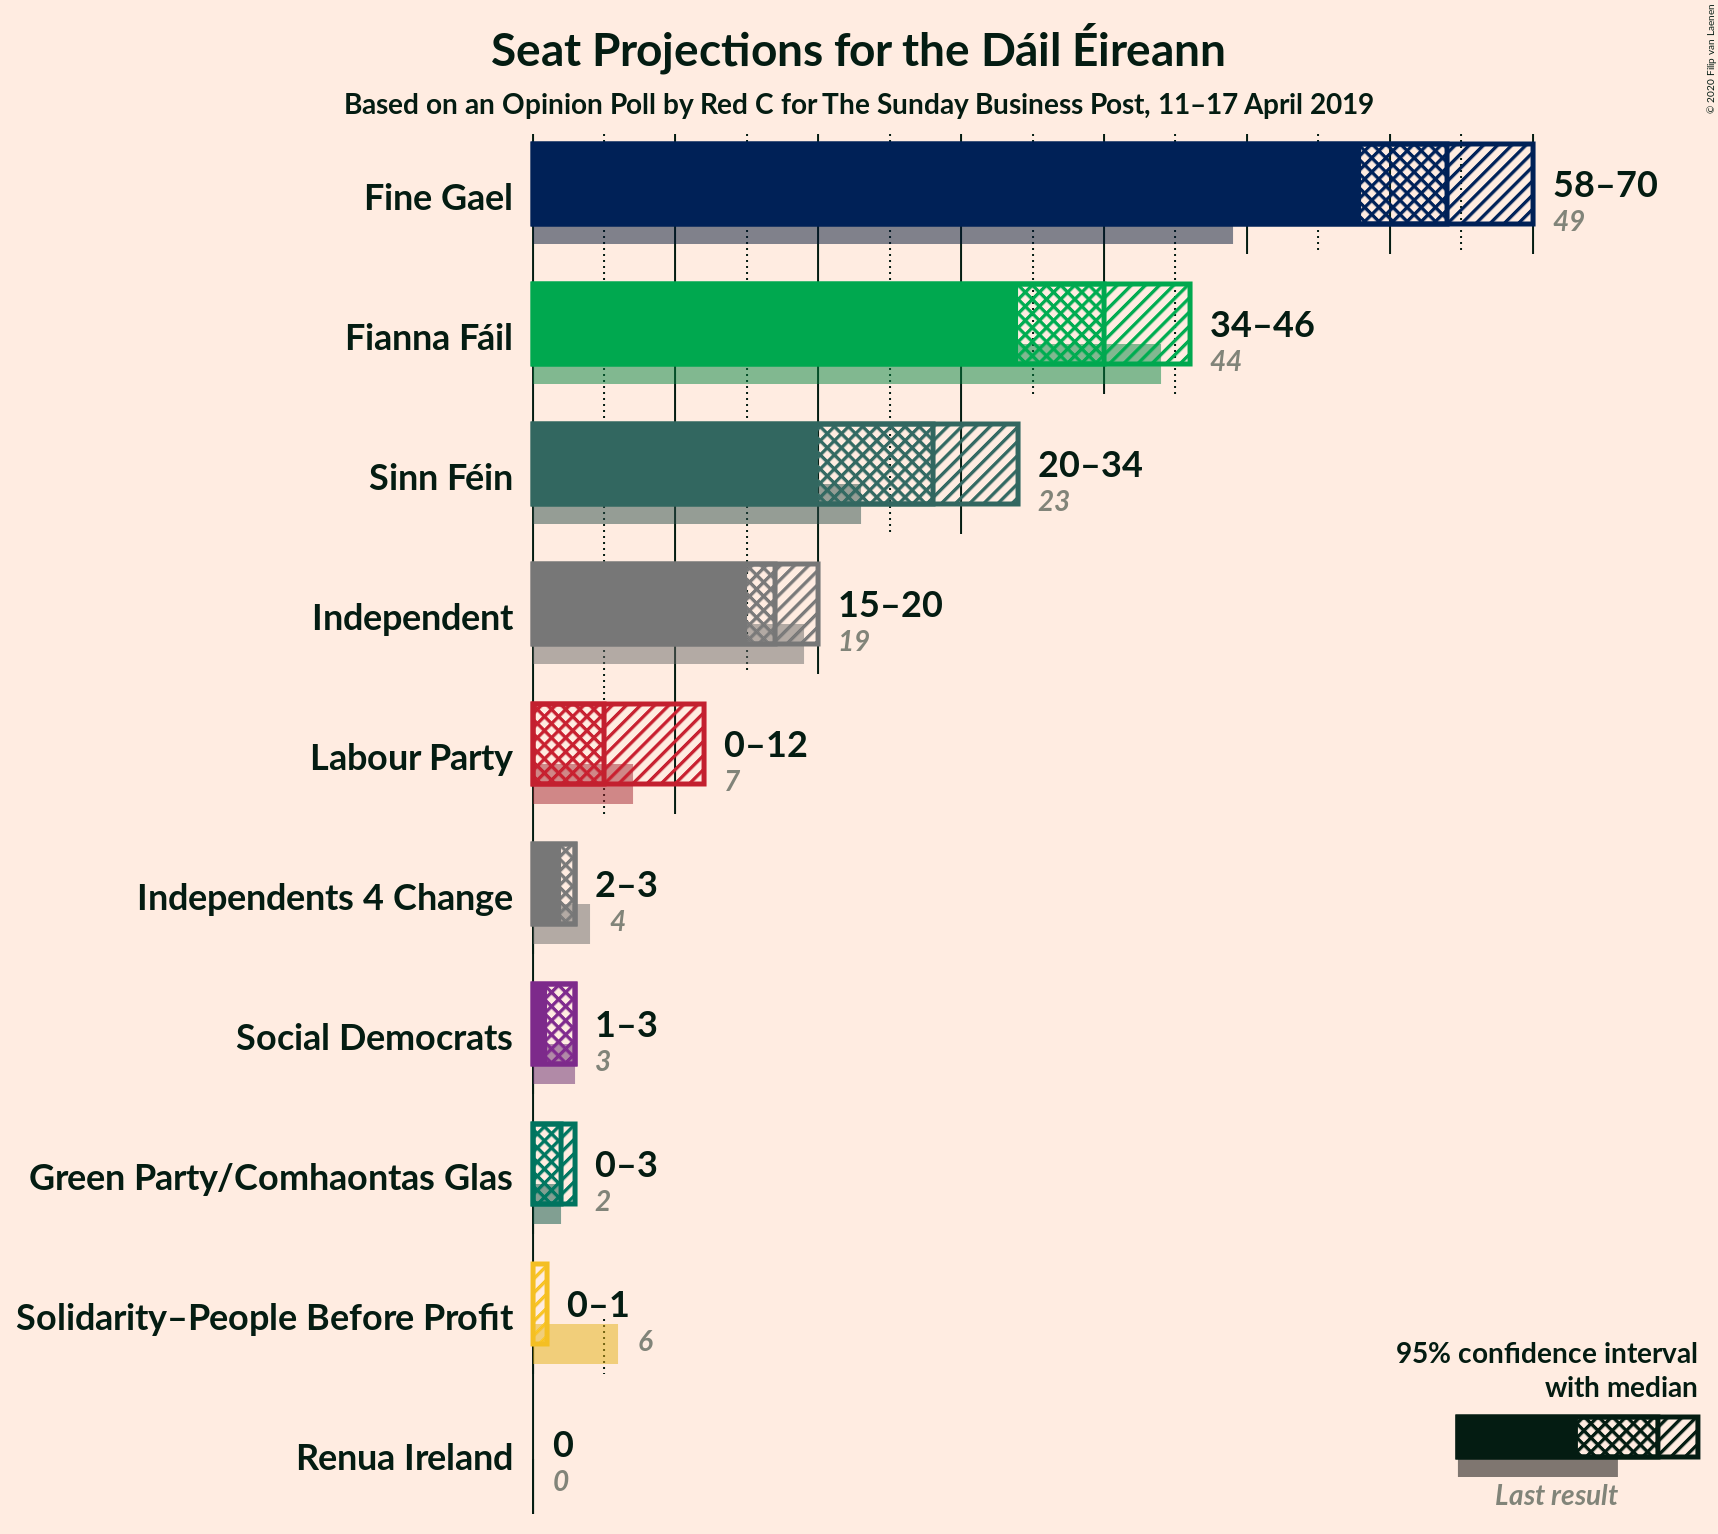 Seat Projections for the Dáil Éireann
Based on an Opinion Poll by Red C for The Sunday Business Post, 11–17 April 2019
© 2020 Filip van Laenen
Fine Gael
58–70
49
Fianna Fáil
34–46
44
Sinn Féin
20–34
23
Independent
15–20
19
Labour Party
0–12
7
Independents 4 Change
2–3
4
Social Democrats
1–3
3
Green Party/Comhaontas Glas
0–3
2
Solidarity–People Before Profit
0–1
6
Renua Ireland
0
0
95% confidence interval
with median
Last result